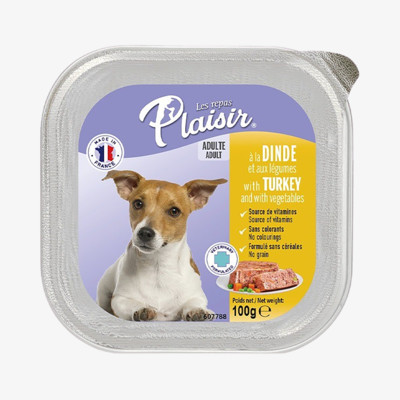 Les repas
Plaisir®
MADE IN
FRANCE
ADULTE
ADULT
à la DINDE
et aux légumes
with TURKEY
and with vegetables
Source de vitamines
Source of vitamins
Sans colorants
No colourings
Formulé sans céréales
No grain
VETERINARY
FORMULATED
Poids net / Net weight:
100g e